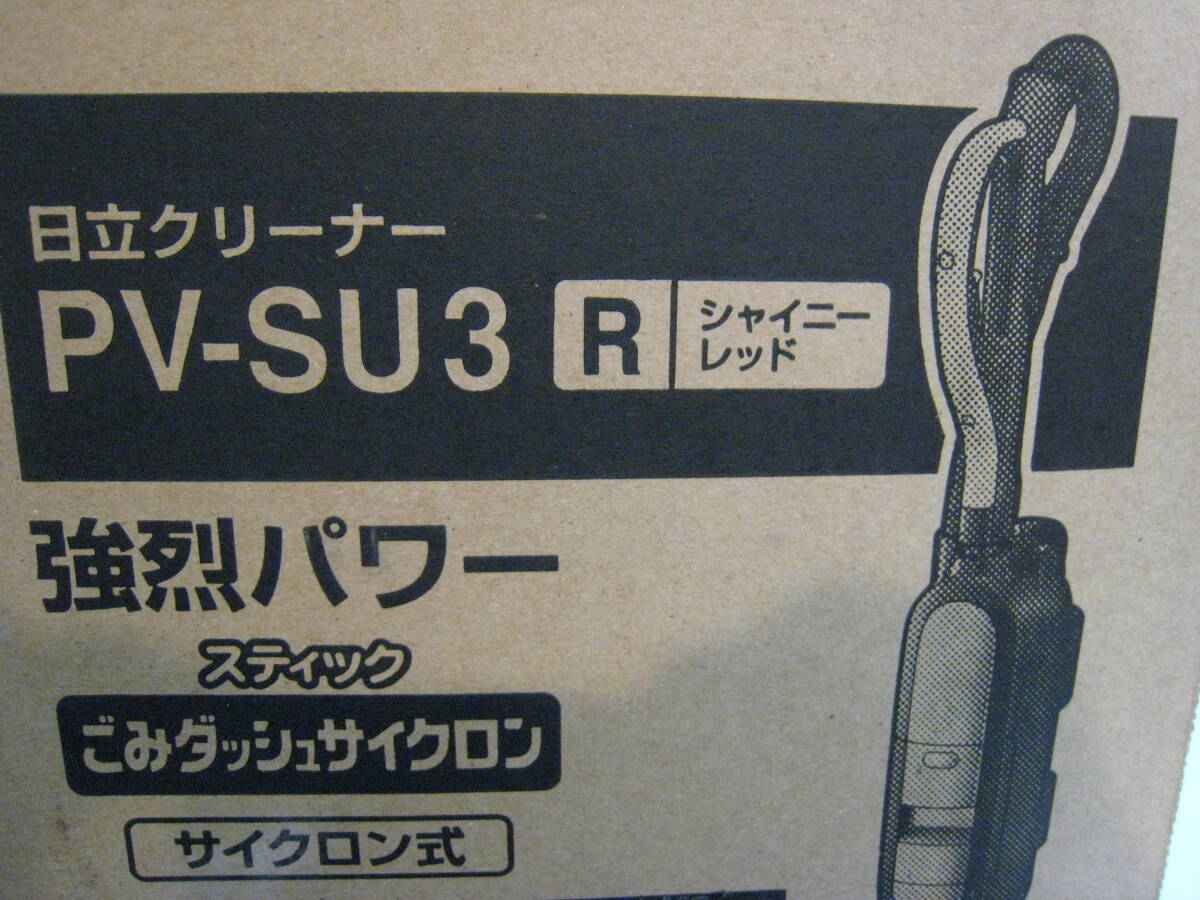 日立クリーナー
PV-SU3 R シャイニー
レッド
強烈パワー
スティック
ごみダッシュサイクロン
サイクロン式